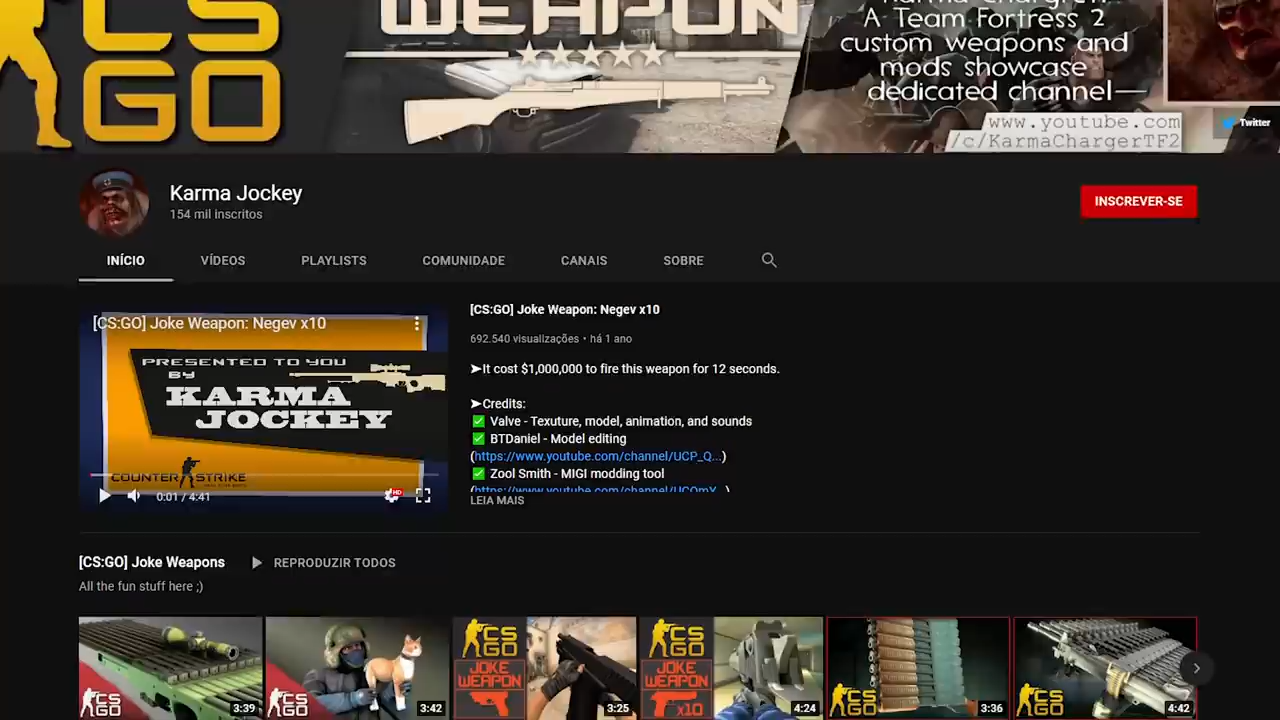 CS
GO
WEAPON
A Team Fortress 2
custom weapons and
mods showcase
dedicated channel
www.youtube.com
/c/KarmaChargerTF2
Twitter
Karma Jockey
154 mil inscritos
INSCREVER-SE
INÍCIO
VÍDEOS
PLAYLISTS
COMUNIDADE
CANAIS
SOBRE
[CS:GO] Joke Weapon: Negev x10
PRESENTED TO YOU
BY
KARMA
JOCKEY
COUNTER STRIKE
0:01 / 4:41
HD
[CS:GO] Joke Weapon: Negev x10
692.540 visualizações • há 1 ano
➤It cost $1,000,000 to fire this weapon for 12 seconds.
➤Credits:
✅ Valve - Texuture, model, animation, and sounds
✅ BTDaniel - Model editing
(https://www.youtube.com/channel/UCP_Q...)
✅ Zool Smith - MIGI modding tool
(https://www.youtube.com/channel/UCOmY...)
LEIA MAIS
[CS:GO] Joke Weapons
REPRODUZIR TODOS
All the fun stuff here ;)
CS
GO
3:39
CS
GO
3:42
CS
GO
JOKE
WEAPON
3:25
CS
GO
JOKE
WEAPON
x10
4:24
CS
GO
3:36
CS
GO
4:42